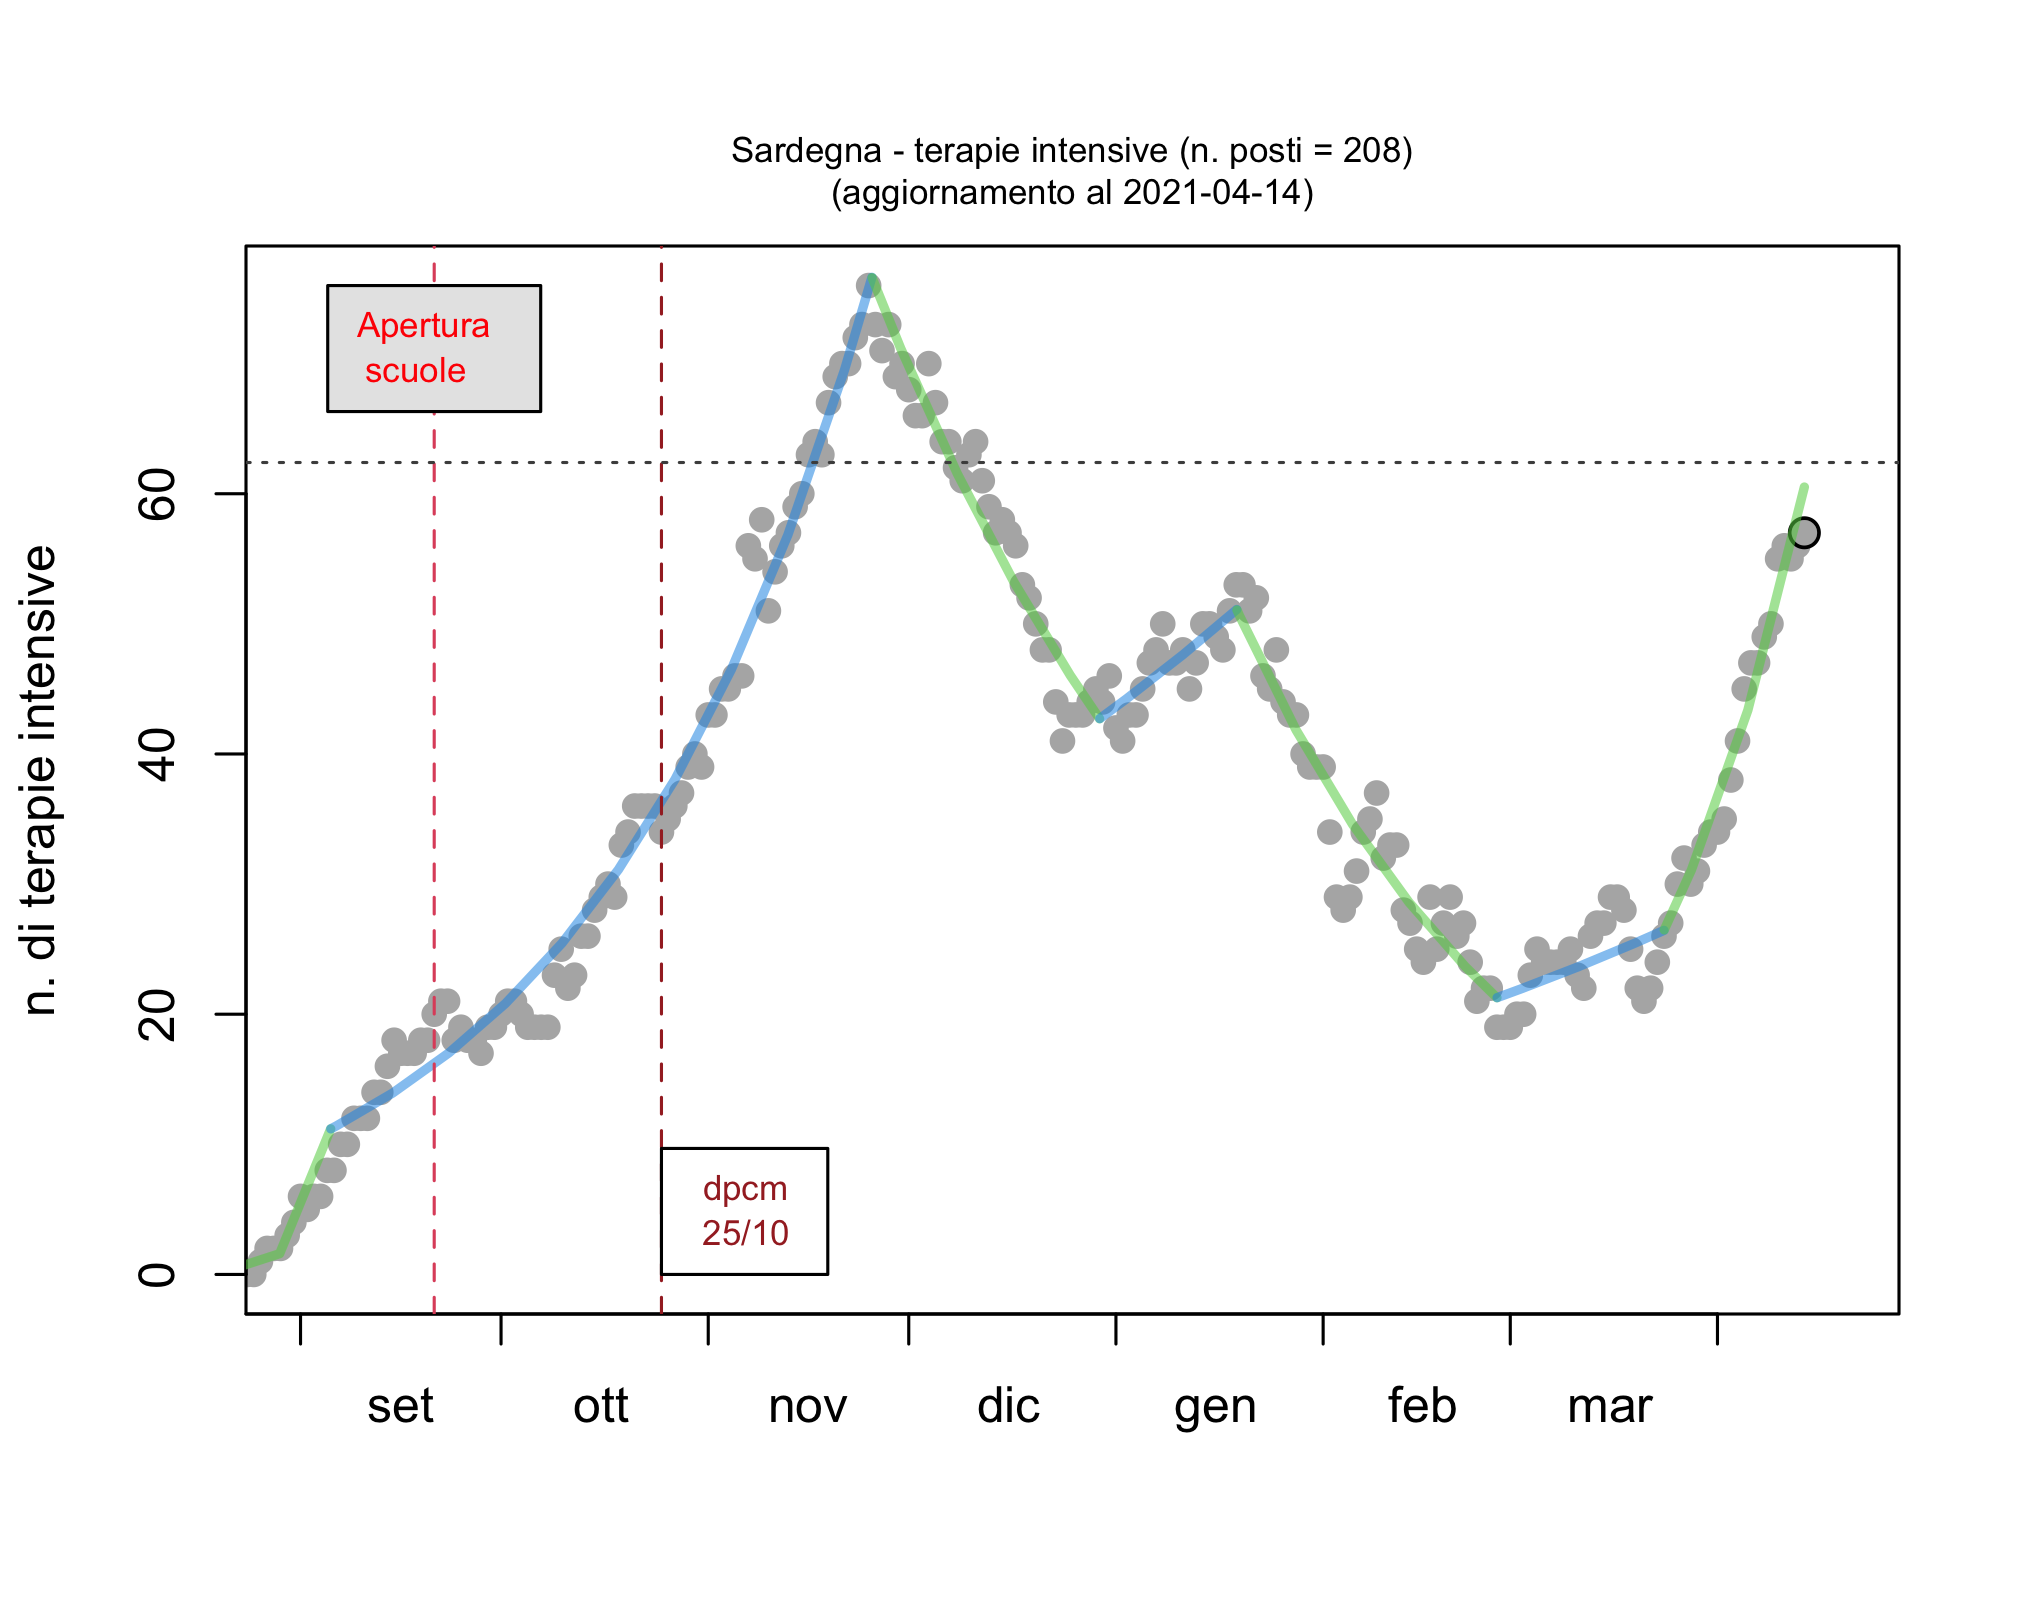 Sardegna - terapie intensive (n. posti = 208)
(aggiornamento al 2021-04-14)
Apertura
scuole
n. di terapie intensive
60
40
20
0
dpcm
25/10
set ott nov dic gen feb mar